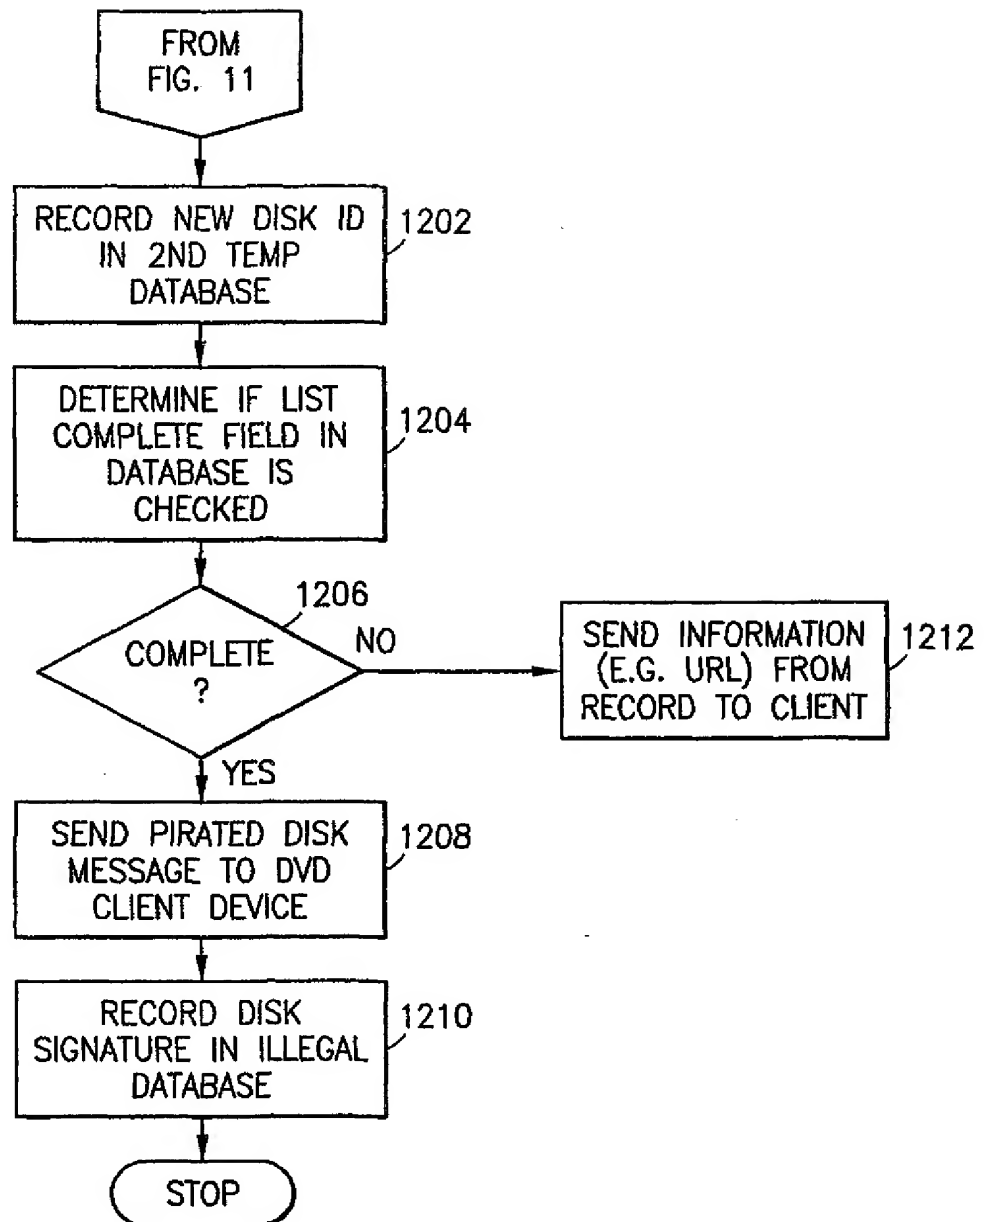 FROM
FIG. 11
RECORD NEW DISK ID
IN 2ND TEMP
DATABASE
1202
DETERMINE IF LIST
COMPLETE FIELD IN
DATABASE IS
CHECKED
1204
1206
COMPLETE
?
NO
SEND INFORMATION
(E.G. URL) FROM
RECORD TO CLIENT
1212
YES
SEND PIRATED DISK
MESSAGE TO DVD
CLIENT DEVICE
1208
RECORD DISK
SIGNATURE IN ILLEGAL
DATABASE
1210
STOP